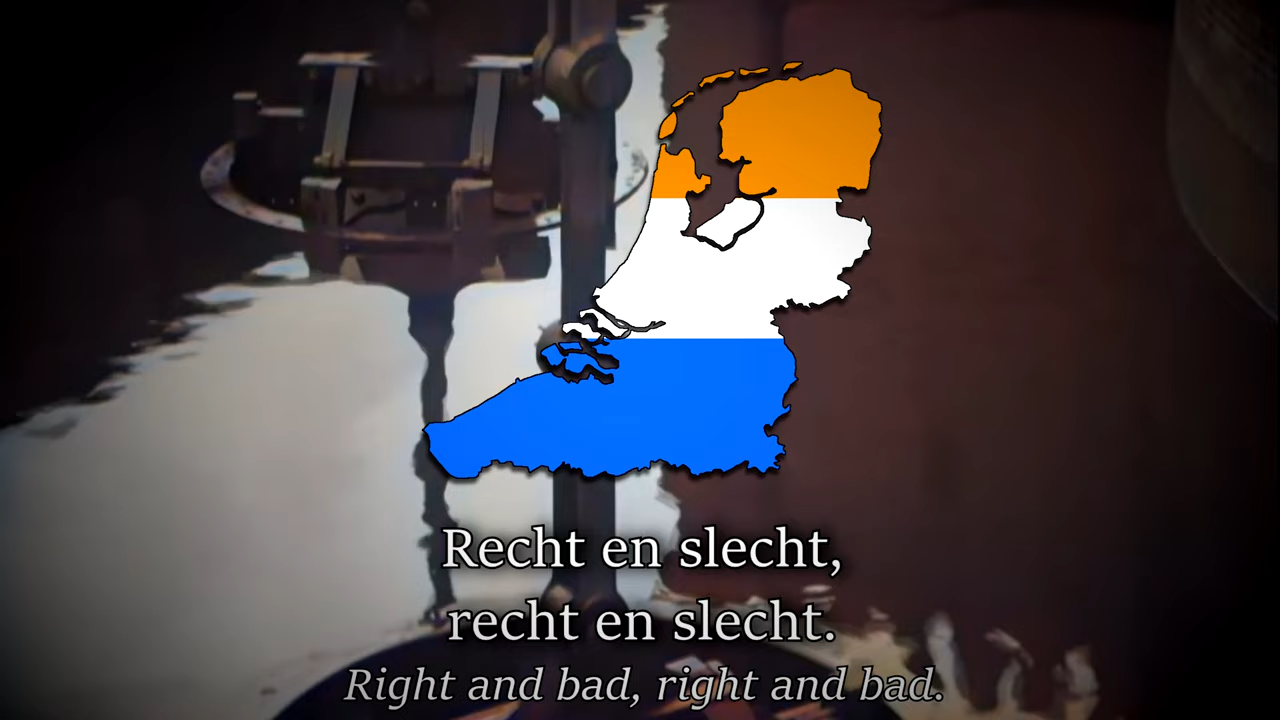 Recht en slecht,
recht en slecht.
Right and bad, right and bad.